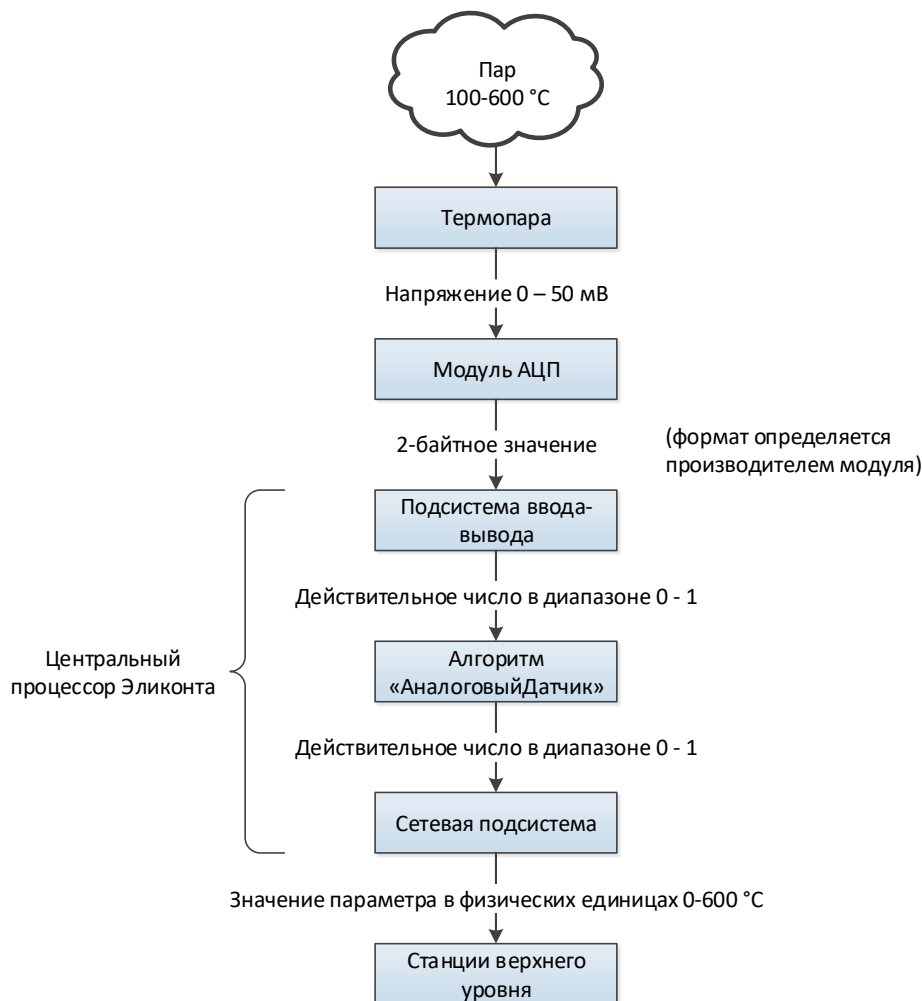 Пар
100-600 °C
Термопара
Напряжение 0 – 50 мВ
Модуль АЦП
2-байтное значение
(формат определяется
производителем модуля)
Подсистема ввода-
вывода
Действительное число в диапазоне 0 - 1
Центральный
процессор Эликонта
Алгоритм
«АналоговыйДатчик»
Действительное число в диапазоне 0 - 1
Сетевая подсистема
Значение параметра в физических единицах 0-600 °C
Станции верхнего
уровня